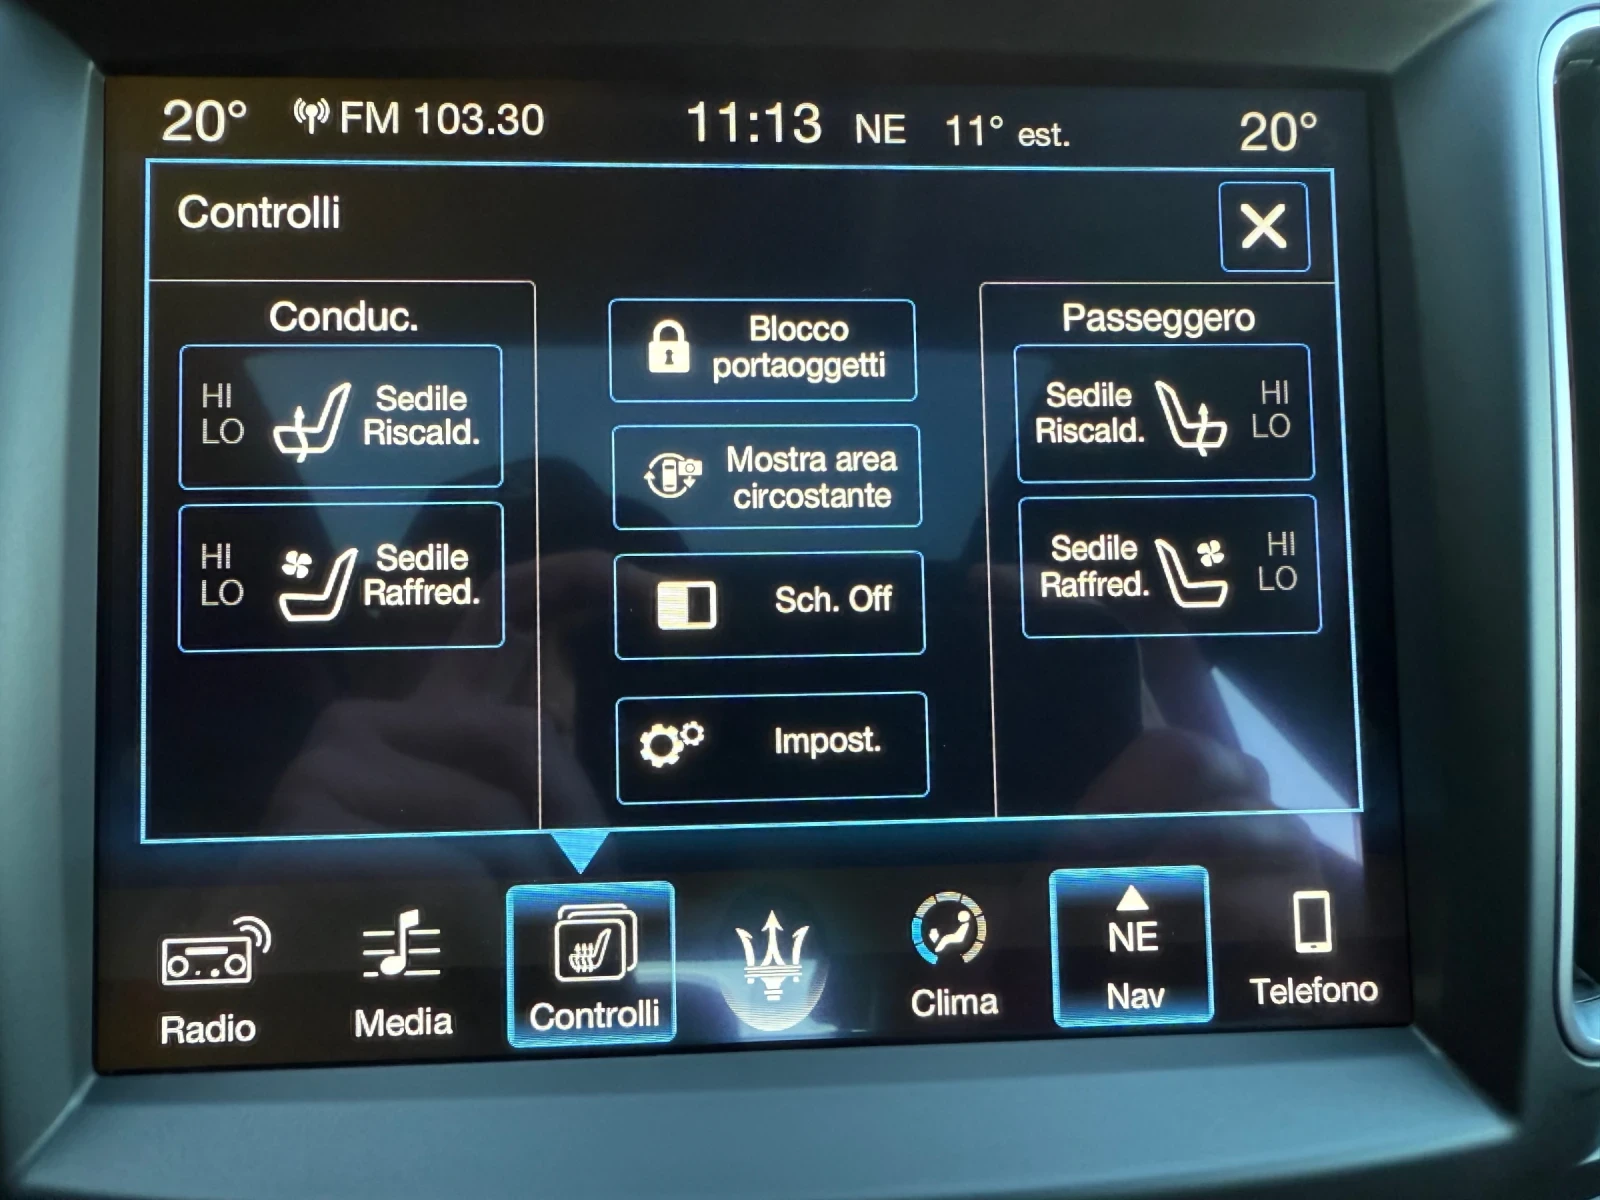 20° FM 103.30 11:13 NE 11° est. 20°
Controlli
Conduc.
HI
LO
Sedile
Riscald.
HI
LO
Sedile
Raffred.
Blocco
portaoggetti
Mostra area
circostante
Sch. Off
Impost.
Passeggero
Sedile
Riscald.
HI
LO
Sedile
Raffred.
HI
LO
Radio
Media
Controlli
Clima
NE
Nav
Telefono